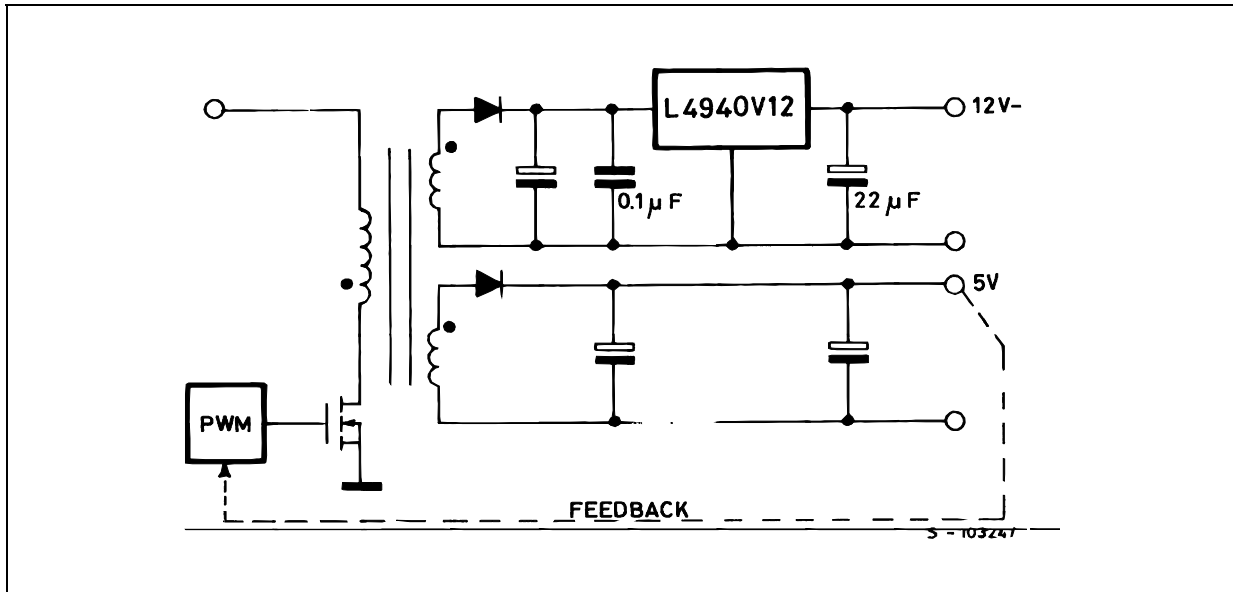 L4940V12
12V-
0.1µF
22µF
5V
PWM
FEEDBACK
S - 103247